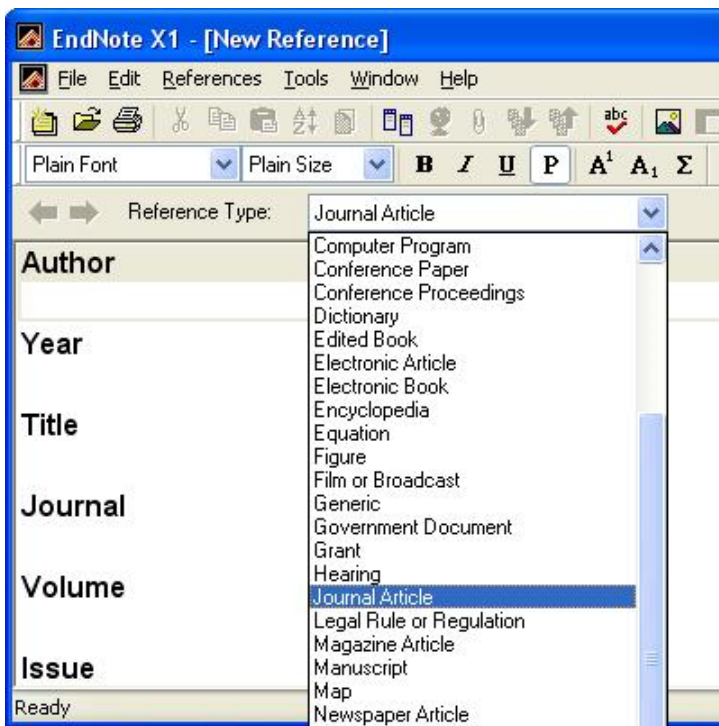 EndNote X1 - [New Reference]
File Edit References Tools Window Help
abc
Plain Font Plain Size B I U P A1 A1 Σ
Reference Type: Journal Article
Author
Year
Title
Journal
Volume
Issue
Computer Program
Conference Paper
Conference Proceedings
Dictionary
Edited Book
Electronic Article
Electronic Book
Encyclopedia
Equation
Figure
Film or Broadcast
Generic
Government Document
Grant
Hearing
Journal Article
Legal Rule or Regulation
Magazine Article
Manuscript
Map
Newspaper Article
Ready